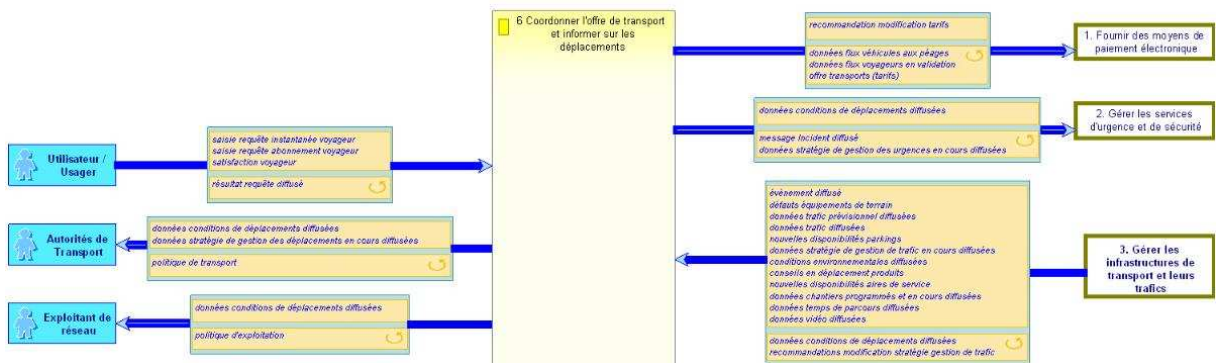 6 Coordonner l'offre de transport
et informer sur les
déplacements
Utilisateur /
Usager
saisie requête instantanée voyageur
saisie requête abonnement voyageur
satisfaction voyageur
résultat requête diffusé
Autorités de
Transport
données conditions de déplacements diffusées
données stratégie de gestion des déplacements en cours diffusées
politique de transport
Exploitant de
réseau
données conditions de déplacements diffusées
politique d'exploitation
recommandation modification tarifs
données flux véhicules aux péages
données flux voyageurs en validation
offre transports (tarifs)
1. Fournir des moyens de
paiement électronique
données conditions de déplacements diffusées
message Incident diffusé
données stratégie de gestion des urgences en cours diffusées
2. Gérer les services
d'urgence et de sécurité
évènement diffusé
défauts équipements de terrain
données trafic prévisionnel diffusées
données trafic diffusées
nouvelles disponibilités parkings
données stratégie de gestion de trafic en cours diffusées
conditions environnementales diffusées
conseils en déplacement produits
nouvelles disponibilités aires de service
données chantiers programmés et en cours diffusées
données temps de parcours diffusées
données vidéo diffusées
données conditions de déplacements diffusées
recommandations modification stratégie gestion de trafic
3. Gérer les
infrastructures de
transport et leurs
trafics